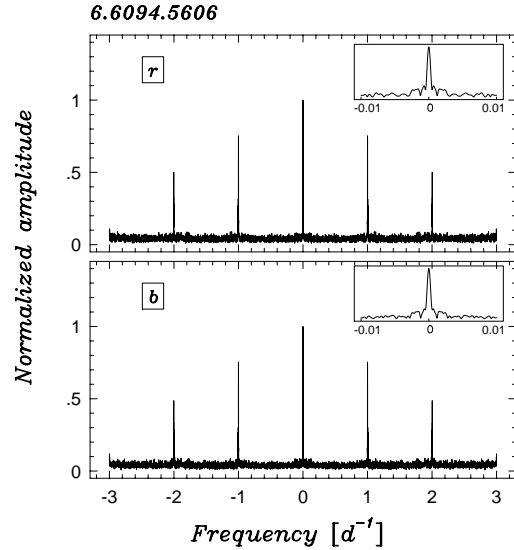 6.6094.5606
r
-0.01 0 0.01
1
.5
0
b
-0.01 0 0.01
1
.5
0
-3 -2 -1 0 1 2 3
Normalized amplitude
Frequency [d⁻¹]